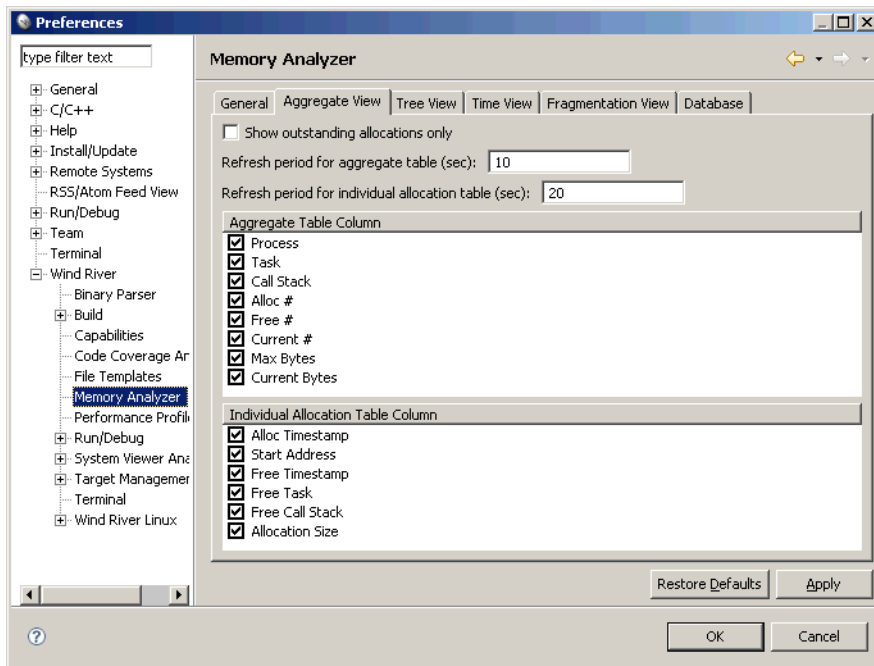 Preferences
type filter text
General
C/C++
Help
Install/Update
Remote Systems
RSS/Atom Feed View
Run/Debug
Team
Terminal
Wind River
Binary Parser
Build
Capabilities
Code Coverage Ar
File Templates
Memory Analyzer
Performance Profil
Run/Debug
System Viewer Ana
Target Managemer
Terminal
Wind River Linux
Memory Analyzer
General Aggregate View Tree View Time View Fragmentation View Database
Show outstanding allocations only
Refresh period for aggregate table (sec): 10
Refresh period for individual allocation table (sec): 20
Aggregate Table Column
Process
Task
Call Stack
Alloc #
Free #
Current #
Max Bytes
Current Bytes
Individual Allocation Table Column
Alloc Timestamp
Start Address
Free Timestamp
Free Task
Free Call Stack
Allocation Size
Restore Defaults Apply
? OK Cancel